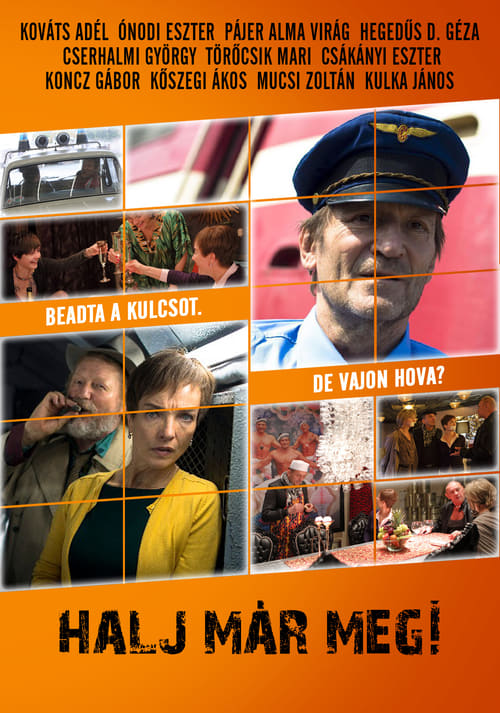 KOVÁTS ADÉL ÓNODI ESZTER PÁJER ALMA VIRÁG HEGEDŰS D. GÉZA
CSERHALMI GYÖRGY TÖRŐCSIK MARI CSÁKÁNYI ESZTER
KONCZ GÁBOR KŐSZEGI ÁKOS MUCSI ZOLTÁN KULKA JÁNOS
BEADTA A KULCSOT.
DE VAJON HOVA?
HALJ MÁR MEG!